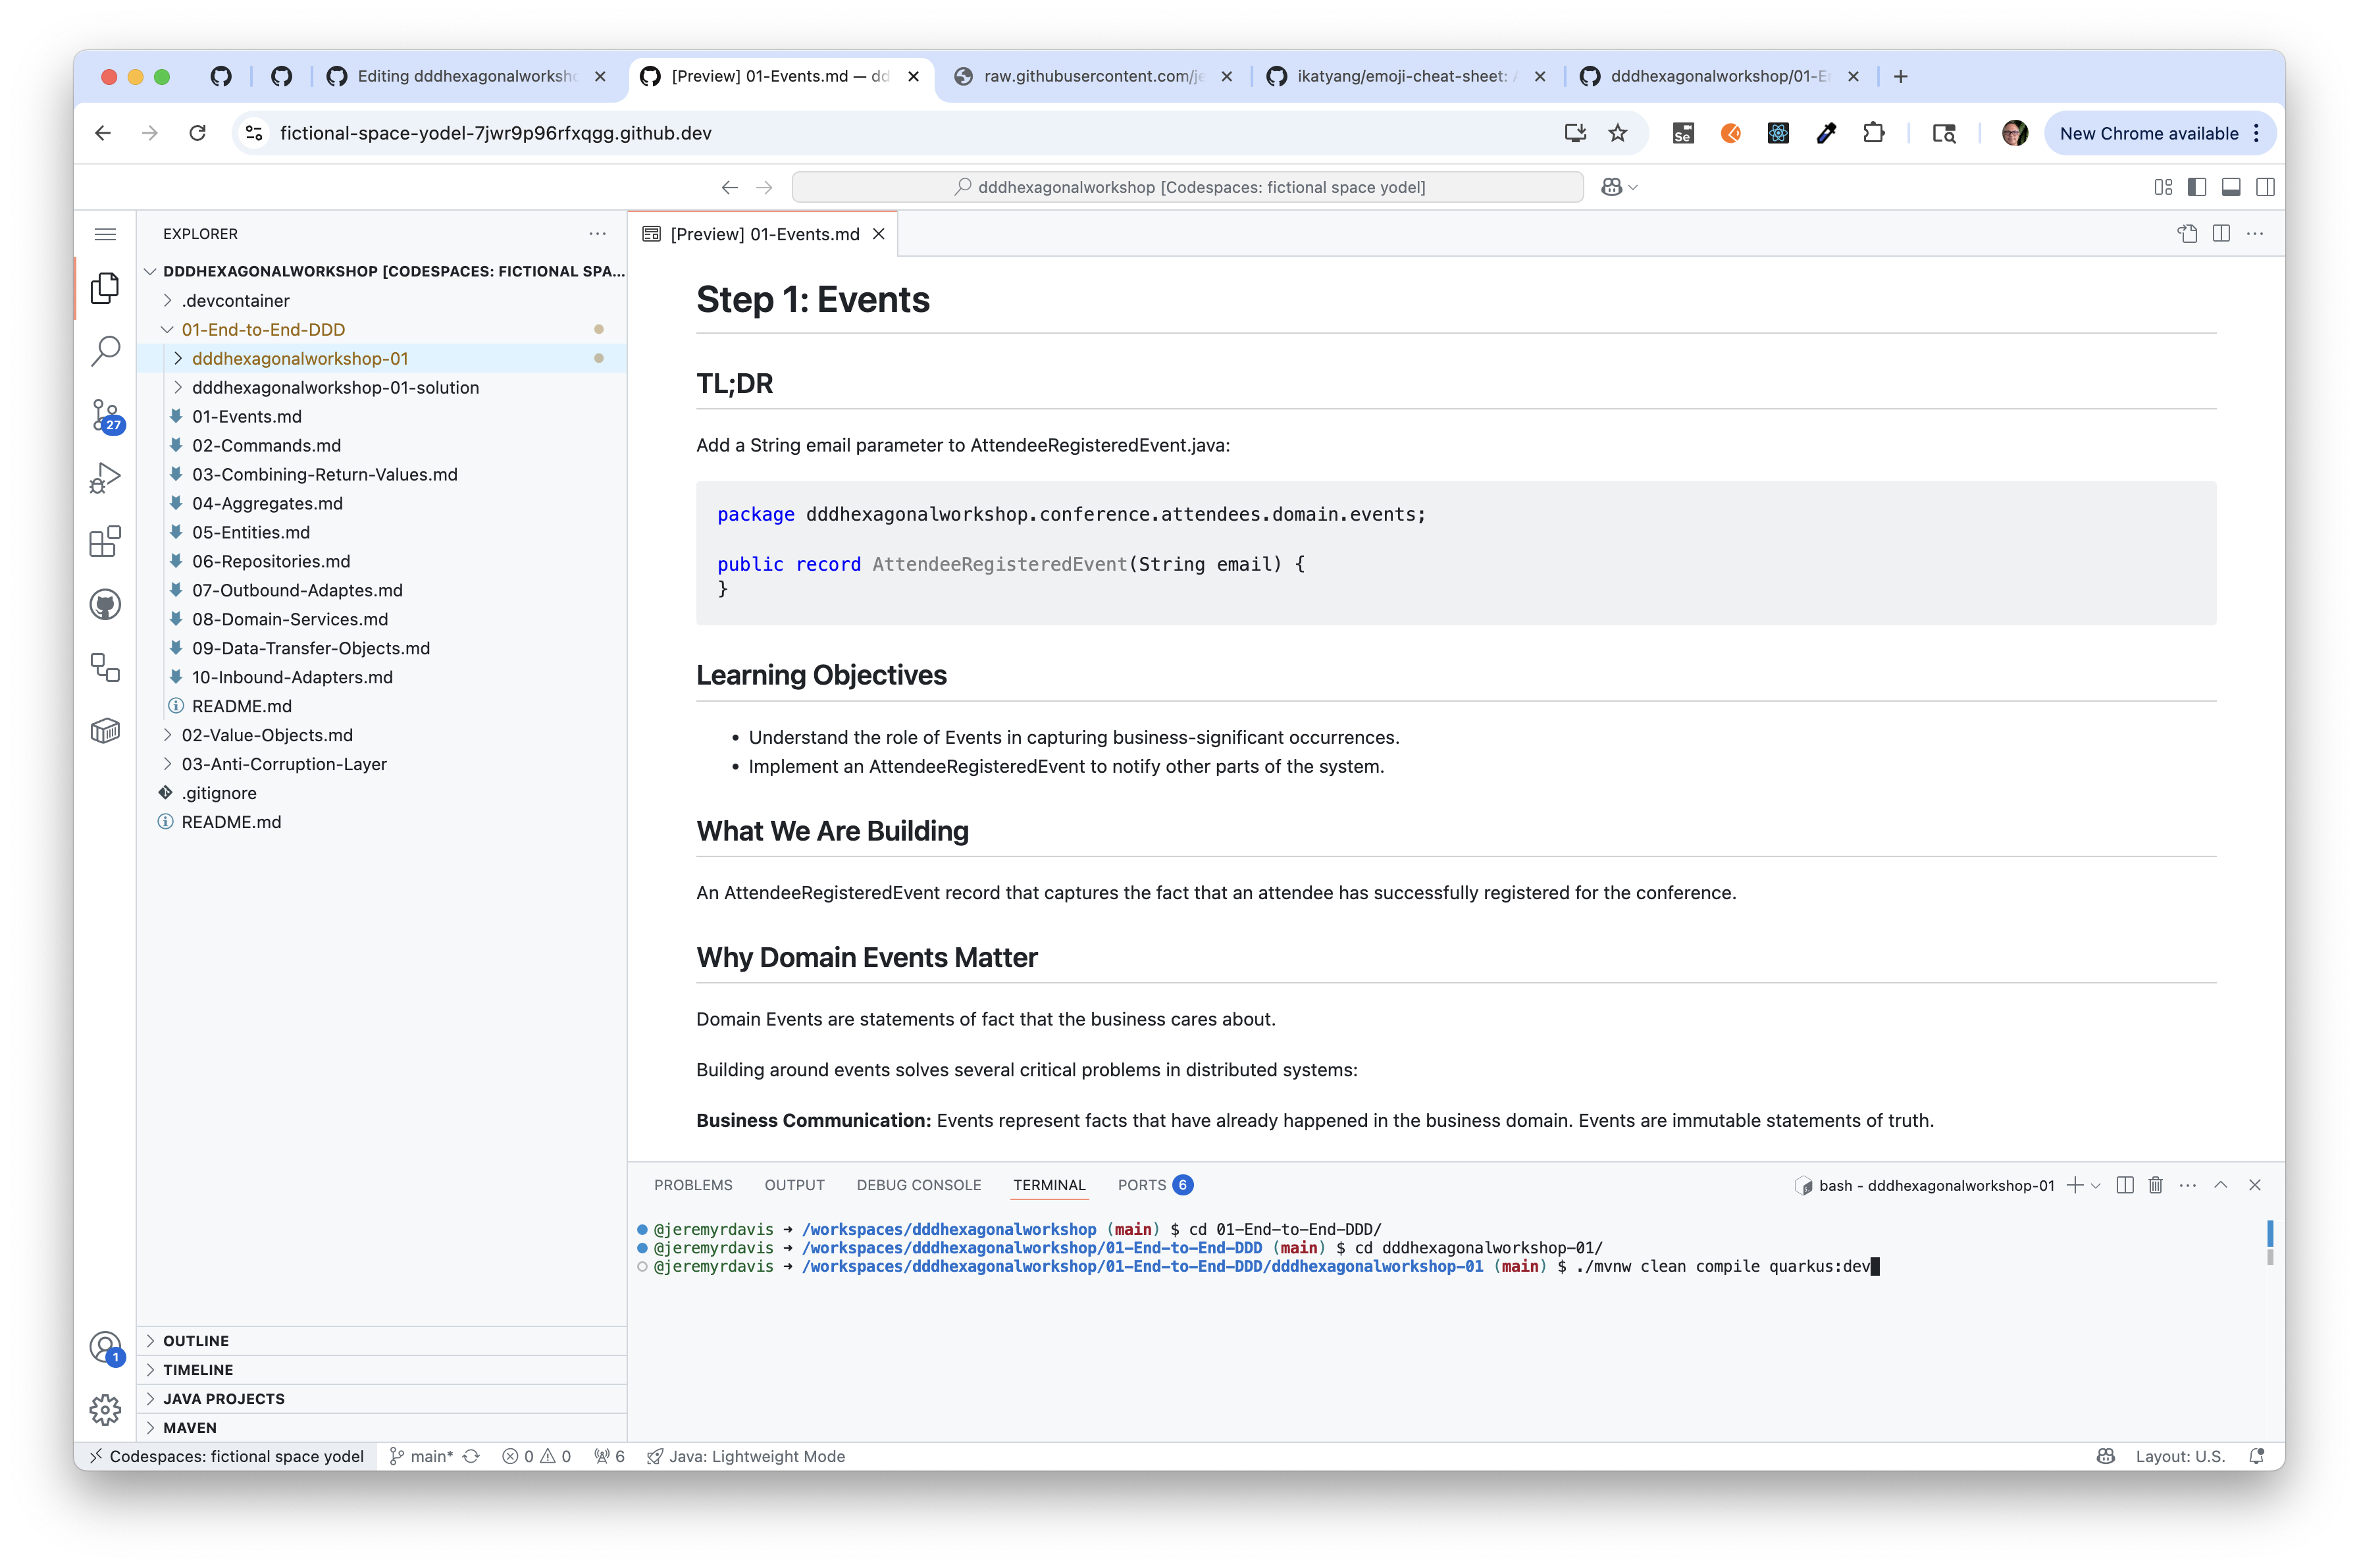 Editing dddhexagonalworksho
[Preview] 01-Events.md — dd
raw.githubusercontent.com/je
ikatyang/emoji-cheat-sheet: A
dddhexagonalworkshop/01-E
fictional-space-yodel-7jwr9p96rfxqgg.github.dev
Se
New Chrome available
dddhexagonalworkshop [Codespaces: fictional space yodel]
EXPLORER
[Preview] 01-Events.md
DDDHEXAGONALWORKSHOP [CODESPACES: FICTIONAL SPA...
.devcontainer
01-End-to-End-DDD
dddhexagonalworkshop-01
dddhexagonalworkshop-01-solution
01-Events.md
02-Commands.md
03-Combining-Return-Values.md
04-Aggregates.md
05-Entities.md
06-Repositories.md
07-Outbound-Adaptes.md
08-Domain-Services.md
09-Data-Transfer-Objects.md
10-Inbound-Adapters.md
README.md
02-Value-Objects.md
03-Anti-Corruption-Layer
.gitignore
README.md
27
1
OUTLINE
TIMELINE
JAVA PROJECTS
MAVEN
Step 1: Events
TL;DR
Add a String email parameter to AttendeeRegisteredEvent.java:
package dddhexagonalworkshop.conference.attendees.domain.events;
public record AttendeeRegisteredEvent(String email) {
}
Learning Objectives
• Understand the role of Events in capturing business-significant occurrences.
• Implement an AttendeeRegisteredEvent to notify other parts of the system.
What We Are Building
An AttendeeRegisteredEvent record that captures the fact that an attendee has successfully registered for the conference.
Why Domain Events Matter
Domain Events are statements of fact that the business cares about.
Building around events solves several critical problems in distributed systems:
Business Communication: Events represent facts that have already happened in the business domain. Events are immutable statements of truth.
PROBLEMS OUTPUT DEBUG CONSOLE TERMINAL PORTS 6
bash - dddhexagonalworkshop-01
@jeremyrdavis ➜ /workspaces/dddhexagonalworkshop (main) $ cd 01-End-to-End-DDD/
@jeremyrdavis ➜ /workspaces/dddhexagonalworkshop/01-End-to-End-DDD (main) $ cd dddhexagonalworkshop-01/
@jeremyrdavis ➜ /workspaces/dddhexagonalworkshop/01-End-to-End-DDD/dddhexagonalworkshop-01 (main) $ ./mvnw clean compile quarkus:dev
Codespaces: fictional space yodel main* 0 0 6 Java: Lightweight Mode
Layout: U.S.